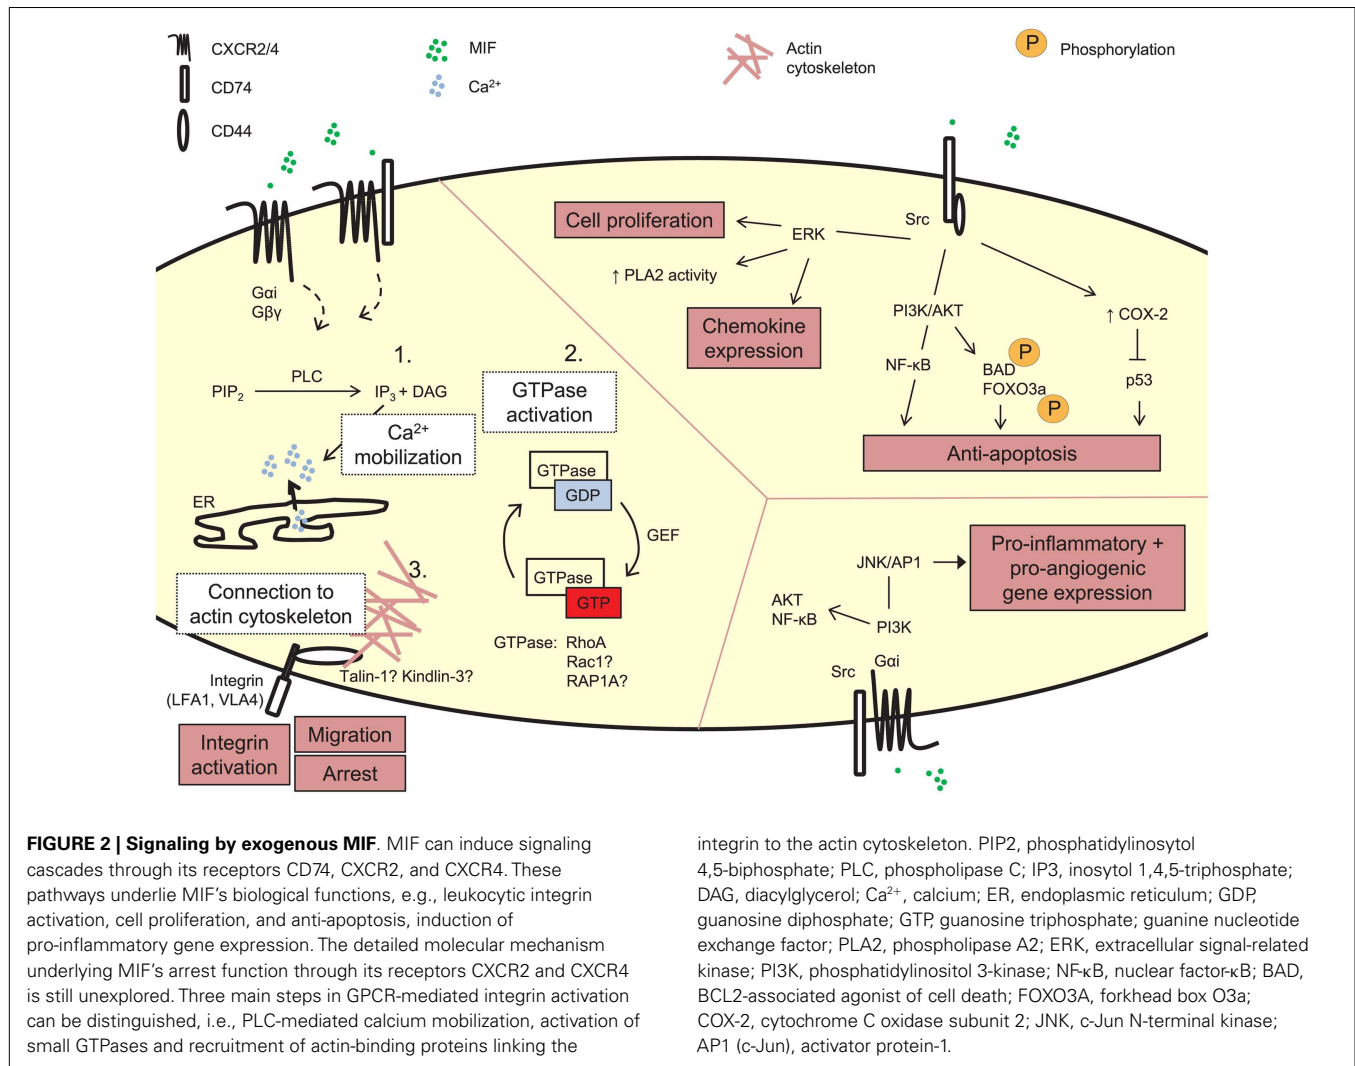 CXCR2/4
CD74
CD44
MIF
Ca2+
Actin
cytoskeleton
P
Phosphorylation
Gαi
Gβγ
1.
PIP2
PLC
IP3 + DAG
Ca2+
mobilization
ER
2.
GTPase
activation
GTPase
GDP
GEF
GTPase
GTP
GTPase: RhoA
Rac1?
RAP1A?
3.
Connection to
actin cytoskeleton
Talin-1? Kindlin-3?
Integrin
(LFA1, VLA4)
Integrin
activation
Migration
Arrest
Src
Cell proliferation
ERK
↑ PLA2 activity
Chemokine
expression
PI3K/AKT
NF-κB
P
BAD
FOXO3a
P
↑ COX-2
p53
Anti-apoptosis
Pro-inflammatory +
pro-angiogenic
gene expression
JNK/AP1
AKT
NF-κB
PI3K
Src
Gαi
FIGURE 2 | Signaling by exogenous MIF. MIF can induce signaling
cascades through its receptors CD74, CXCR2, and CXCR4. These
pathways underlie MIF's biological functions, e.g., leukocytic integrin
activation, cell proliferation, and anti-apoptosis, induction of
pro-inflammatory gene expression. The detailed molecular mechanism
underlying MIF's arrest function through its receptors CXCR2 and CXCR4
is still unexplored. Three main steps in GPCR-mediated integrin activation
can be distinguished, i.e., PLC-mediated calcium mobilization, activation of
small GTPases and recruitment of actin-binding proteins linking the
integrin to the actin cytoskeleton. PIP2, phosphatidylinosytol
4,5-biphosphate; PLC, phospholipase C; IP3, inosytol 1,4,5-triphosphate;
DAG, diacylglycerol; Ca2+, calcium; ER, endoplasmic reticulum; GDP,
guanosine diphosphate; GTP, guanosine triphosphate; guanine nucleotide
exchange factor; PLA2, phospholipase A2; ERK, extracellular signal-related
kinase; PI3K, phosphatidylinositol 3-kinase; NF-κB, nuclear factor-κB; BAD,
BCL2-associated agonist of cell death; FOXO3A, forkhead box O3a;
COX-2, cytochrome C oxidase subunit 2; JNK, c-Jun N-terminal kinase;
AP1 (c-Jun), activator protein-1.